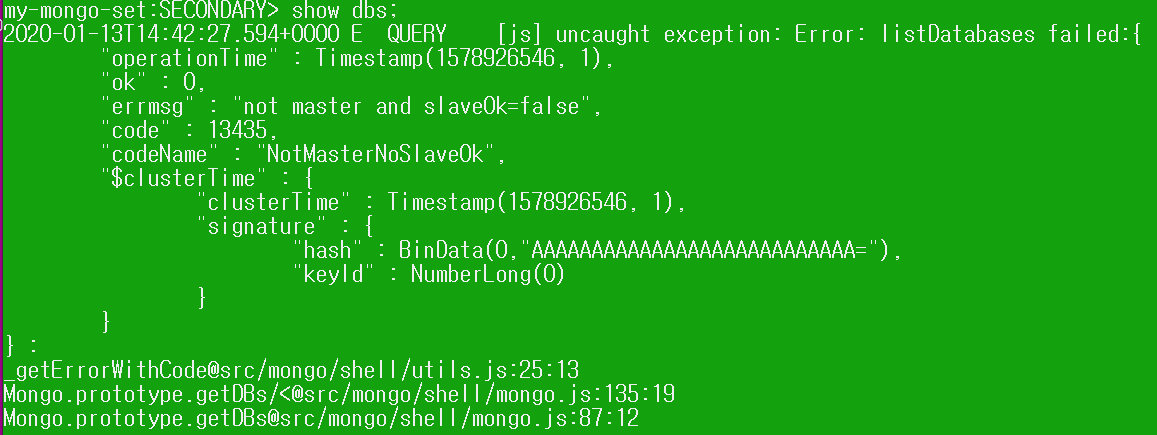 my-mongo-set:SECONDARY> show dbs;
2020-01-13T14:42:27.594+0000 E  QUERY    [js] uncaught exception: Error: listDatabases failed:{
        "operationTime" : Timestamp(1578926546, 1),
        "ok" : 0,
        "errmsg" : "not master and slaveOk=false",
        "code" : 13435,
        "codeName" : "NotMasterNoSlaveOk",
        "$clusterTime" : {
                "clusterTime" : Timestamp(1578926546, 1),
                "signature" : {
                        "hash" : BinData(0,"AAAAAAAAAAAAAAAAAAAAAAAAAAA="),
                        "keyId" : NumberLong(0)
                }
        }
} :
_getErrorWithCode@src/mongo/shell/utils.js:25:13
Mongo.prototype.getDBs/<@src/mongo/shell/mongo.js:135:19
Mongo.prototype.getDBs@src/mongo/shell/mongo.js:87:12